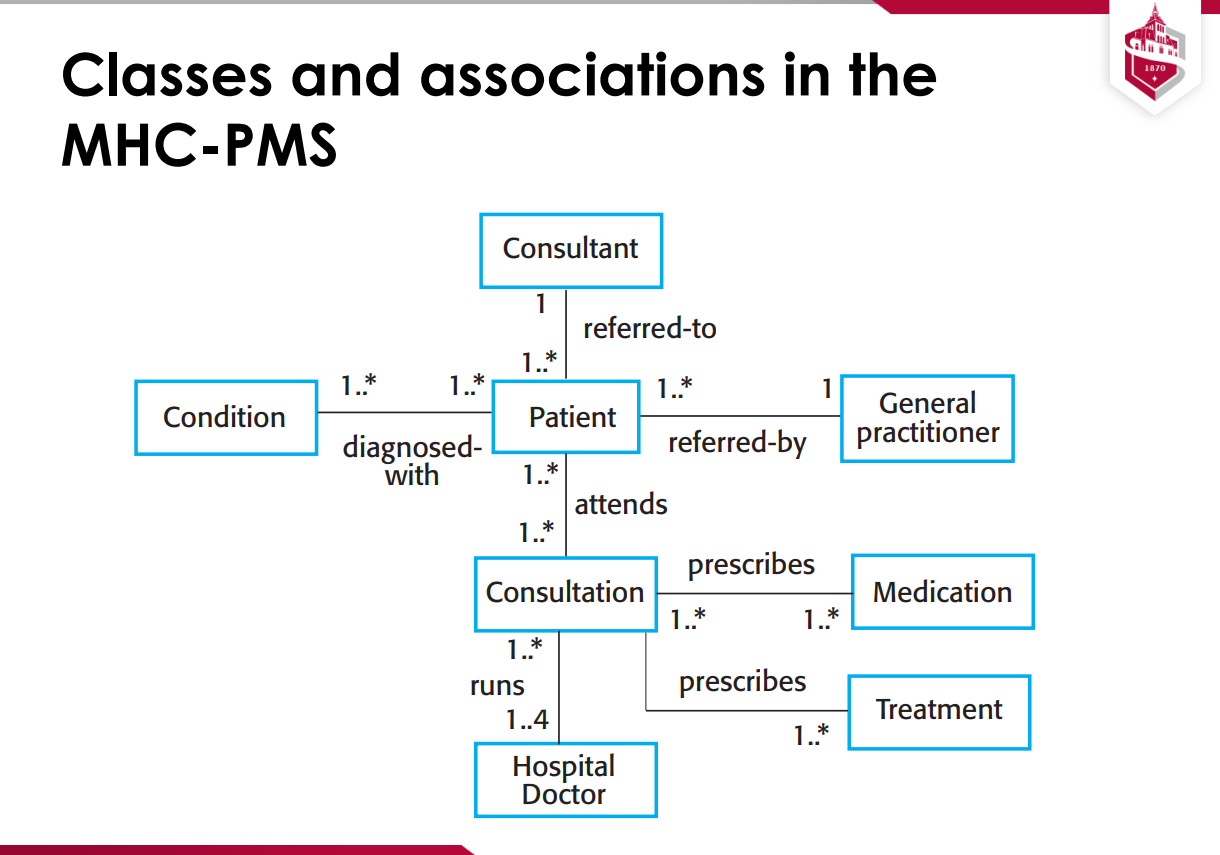 Classes and associations in the
MHC-PMS
1870
Consultant
1
referred-to
1..*
1..*
1..*
1..*
1
Condition
Patient
General
practitioner
diagnosed-
with
referred-by
1..*
attends
1..*
prescribes
Consultation
Medication
1..*
1..*
1..*
runs
prescribes
1..4
Treatment
1..*
Hospital
Doctor